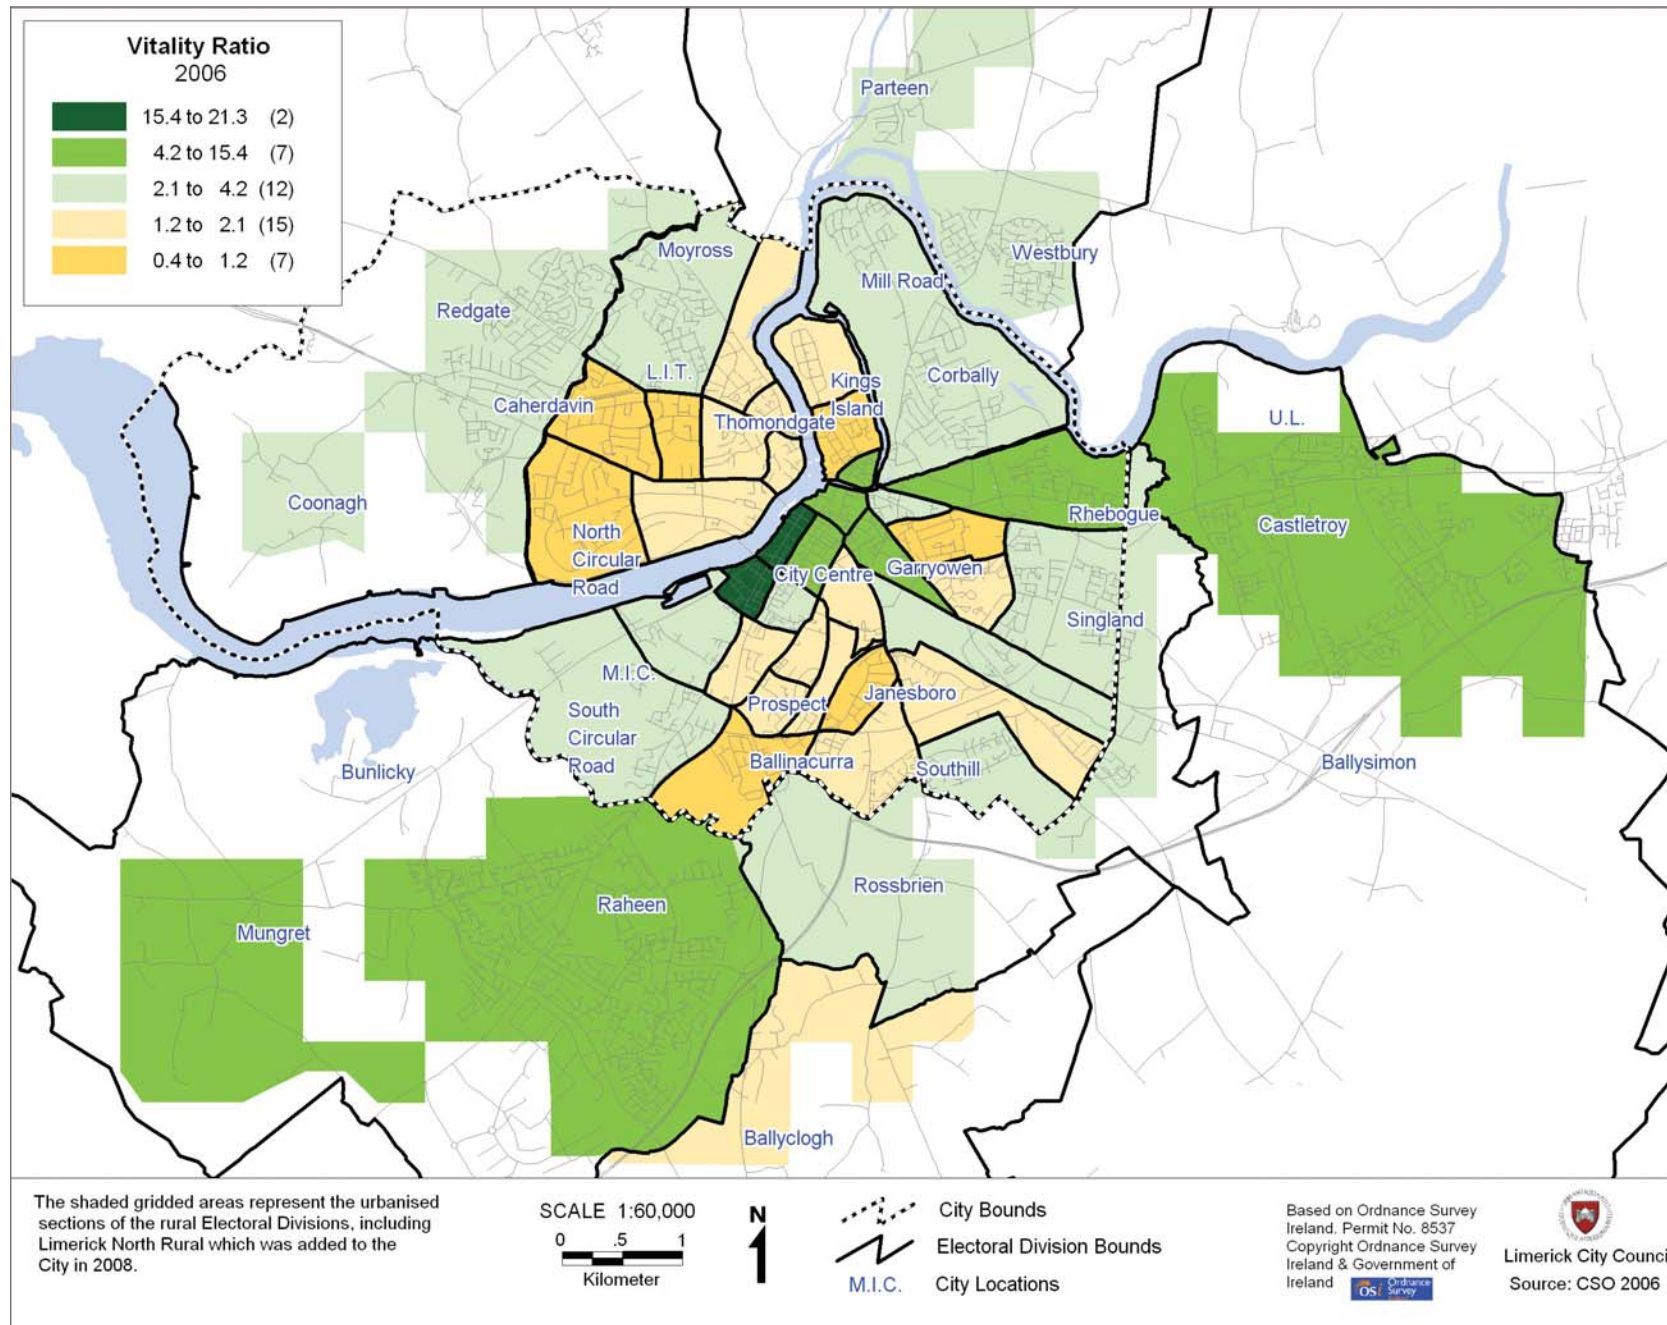 Vitality Ratio
2006
15.4 to 21.3 (2)
4.2 to 15.4 (7)
2.1 to 4.2 (12)
1.2 to 2.1 (15)
0.4 to 1.2 (7)
Parteen
Moyross
Westbury
Mill Road
Redgate
L.I.T.
Kings
Island
Corbally
Caherdavin
Thomondgate
U.L.
Coonagh
Rhebogue
Castletroy
North
Circular
Road
City Centre
Garryowen
Singland
M.I.C.
Prospect
Janesboro
South
Circular
Road
Bunlicky
Ballinacurra
Southill
Ballysimon
Rossbrien
Raheen
Mungret
Ballyclogh
The shaded gridded areas represent the urbanised
sections of the rural Electoral Divisions, including
Limerick North Rural which was added to the
City in 2008.
SCALE 1:60,000
0 .5 1
Kilometer
N
City Bounds
Electoral Division Bounds
M.I.C. City Locations
Based on Ordnance Survey
Ireland. Permit No. 8537
Copyright Ordnance Survey
Ireland & Government of
Ireland
OSi Ordnance
Survey
Limerick City Counci
Source: CSO 2006